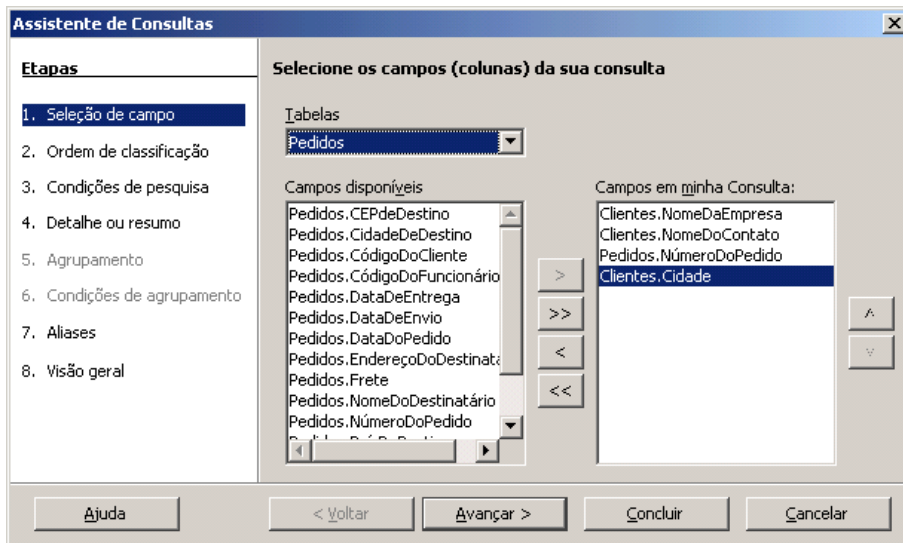 Assistente de Consultas
Etapas
1. Seleção de campo
2. Ordem de classificação
3. Condições de pesquisa
4. Detalhe ou resumo
5. Agrupamento
6. Condições de agrupamento
7. Aliases
8. Visão geral
Selecione os campos (colunas) da sua consulta
Tabelas
Pedidos
Campos disponíveis
Pedidos.CEPdeDestino
Pedidos.CidadeDeDestino
Pedidos.CódigoDoCliente
Pedidos.CódigoDoFuncionário
Pedidos.DataDeEntrega
Pedidos.DataDeEnvio
Pedidos.DataDoPedido
Pedidos.EndereçoDoDestinatá
Pedidos.Frete
Pedidos.NomeDoDestinatário
Pedidos.NúmeroDoPedido
>
>>
<
<<
Campos em minha Consulta:
Clientes.NomeDaEmpresa
Clientes.NomeDoContato
Pedidos.NúmeroDoPedido
Clientes.Cidade
^
v
Ajuda
< Voltar
Avançar >
Concluir
Cancelar